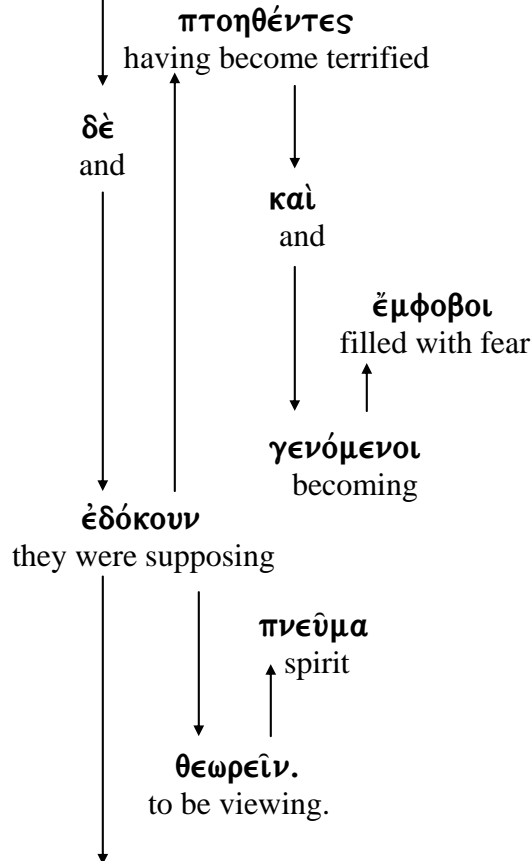 πτοηθέντες
having become terrified
δὲ
and
καὶ
and
ἔμφοβοι
filled with fear
γενόμενοι
becoming
ἐδόκουν
they were supposing
πνεῦμα
spirit
θεωρεῖν.
to be viewing.